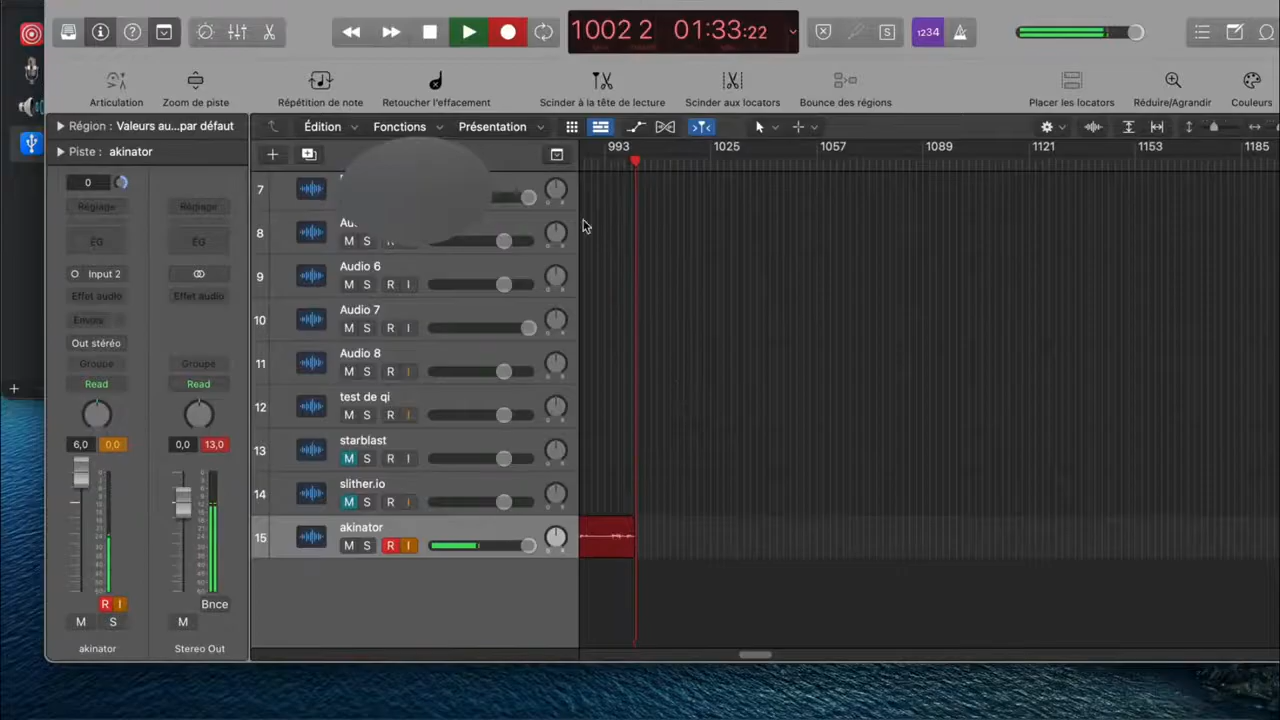 1002 2 01:33:22
1234
Articulation
Zoom de piste
Répétition de note
Retoucher l'effacement
Scinder à la tête de lecture
Scinder aux locators
Bounce des régions
Placer les locators
Réduire/Agrandir
Couleurs
Région : Valeurs au...par défaut
Édition
Fonctions
Présentation
Piste : akinator
993 1025 1057 1089 1121 1153 1185
0
Réglage Réglage
7
ÉG ÉG
8 Au
M S R I
Input 2
9 Audio 6
M S R I
Effet audio Effet audio
Envois
10 Audio 7
M S R I
Out stéréo
Groupe Groupe
11 Audio 8
M S R I
Read Read
12 test de qi
M S R I
6,0 0,0 0,0 13,0
13 starblast
M S R I
14 slither.io
M S R I
15 akinator
M S R I
R I Bnce
M S M
akinator Stereo Out